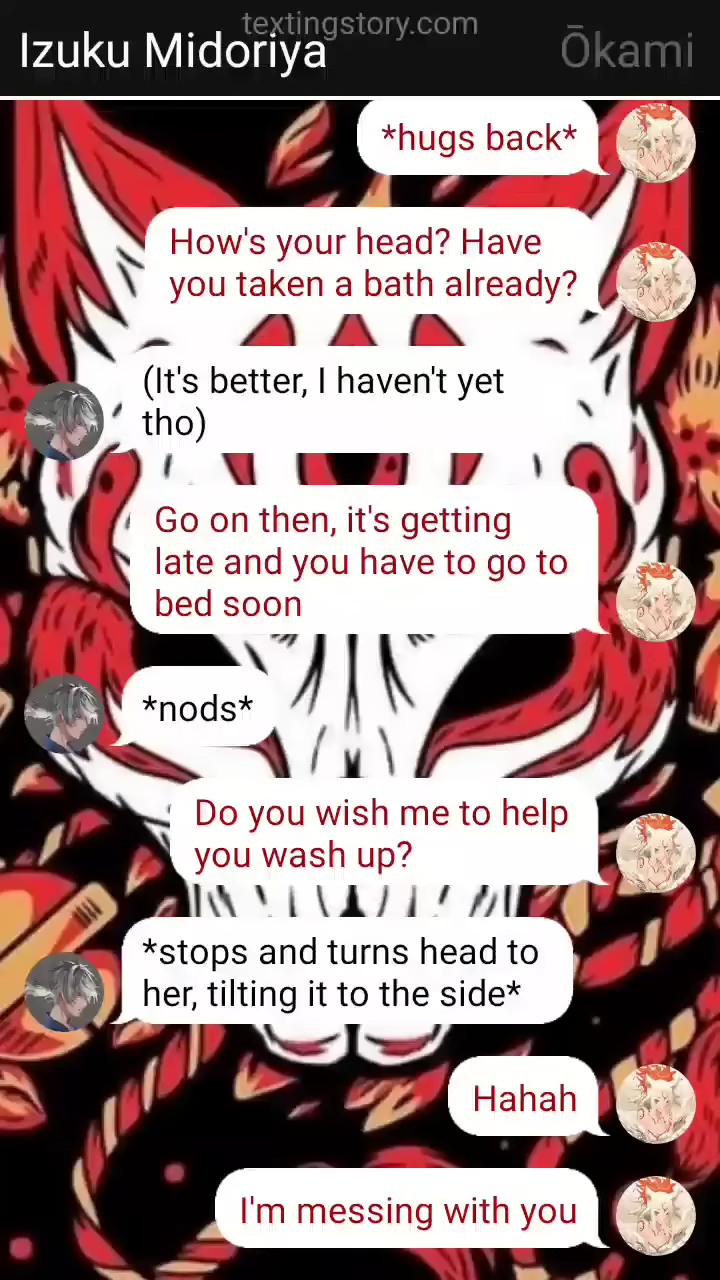 textingstory.com
Izuku Midoriya
Ōkami
*hugs back*
How's your head? Have
you taken a bath already?
(It's better, I haven't yet
tho)
Go on then, it's getting
late and you have to go to
bed soon
*nods*
Do you wish me to help
you wash up?
*stops and turns head to
her, tilting it to the side*
Hahah
I'm messing with you